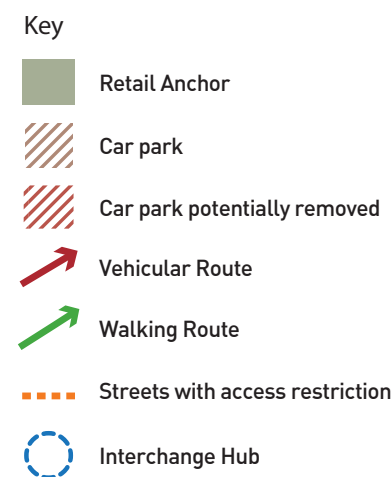 Key
Retail Anchor
Car park
Car park potentially removed
Vehicular Route
Walking Route
Streets with access restriction
Interchange Hub